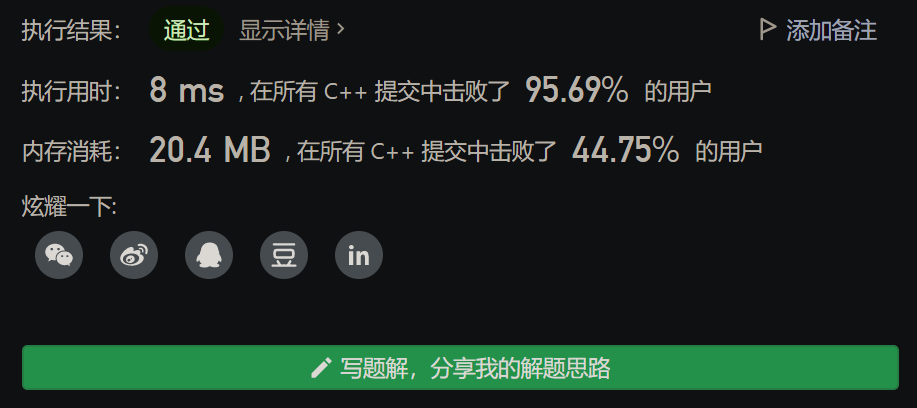 执行结果： 通过 显示详情 › 添加备注
执行用时： 8 ms , 在所有 C++ 提交中击败了 95.69% 的用户
内存消耗： 20.4 MB , 在所有 C++ 提交中击败了 44.75% 的用户
炫耀一下:
豆 in
写题解，分享我的解题思路